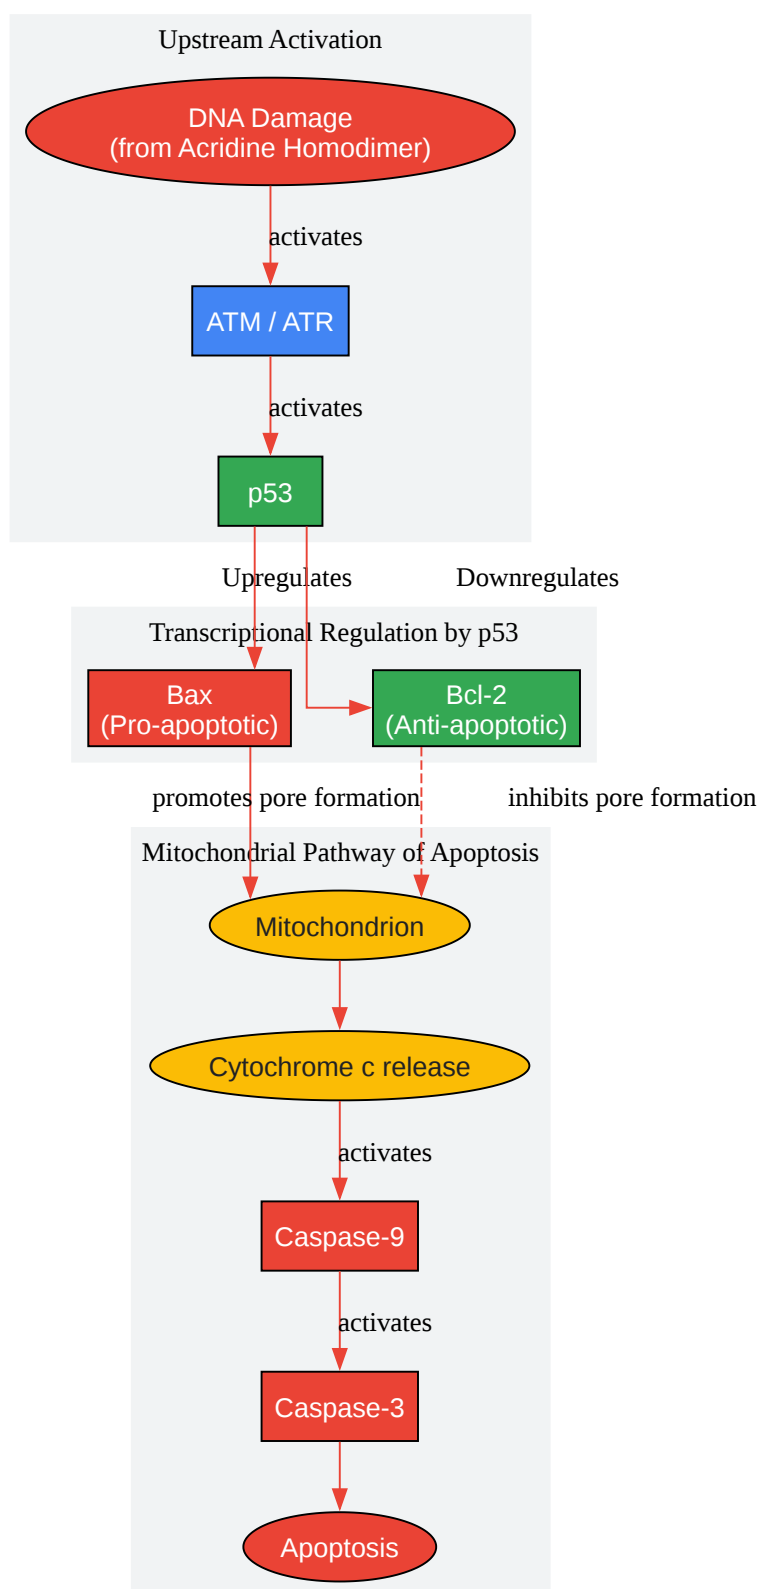 Upstream Activation
DNA Damage
(from Acridine Homodimer)
activates
ATM / ATR
activates
p53
Upregulates
Downregulates
Transcriptional Regulation by p53
Bax
(Pro-apoptotic)
Bcl-2
(Anti-apoptotic)
promotes pore formation
inhibits pore formation
Mitochondrial Pathway of Apoptosis
Mitochondrion
Cytochrome c release
activates
Caspase-9
activates
Caspase-3
Apoptosis